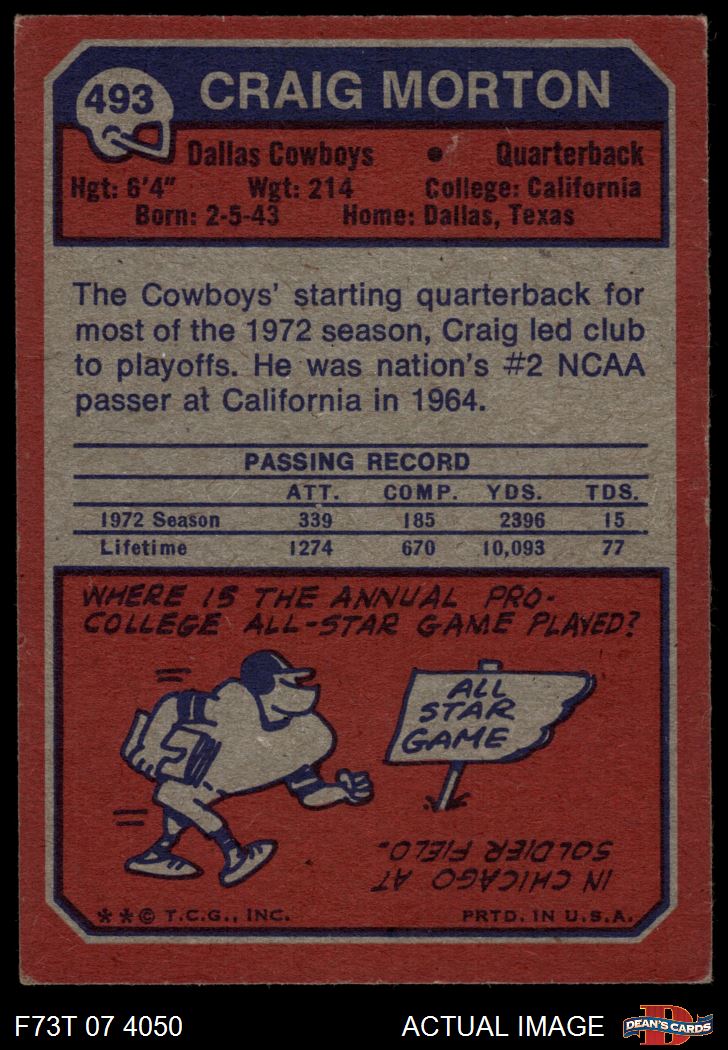 493 CRAIG MORTON
Dallas Cowboys • Quarterback
Hgt: 6'4" Wgt: 214 College: California
Born: 2-5-43 Home: Dallas, Texas
The Cowboys' starting quarterback for
most of the 1972 season, Craig led club
to playoffs. He was nation's #2 NCAA
passer at California in 1964.
PASSING RECORD
ATT. COMP. YDS. TDS.
1972 Season 339 185 2396 15
Lifetime 1274 670 10,093 77
WHERE IS THE ANNUAL PRO-
COLLEGE ALL-STAR GAME PLAYED?
ALL
STAR
GAME
IN CHICAGO AT
SOLDIER FIELD.
**© T.C.G., INC. PRTD. IN U.S.A.
F73T 07 4050 ACTUAL IMAGE D DEAN'S CARDS